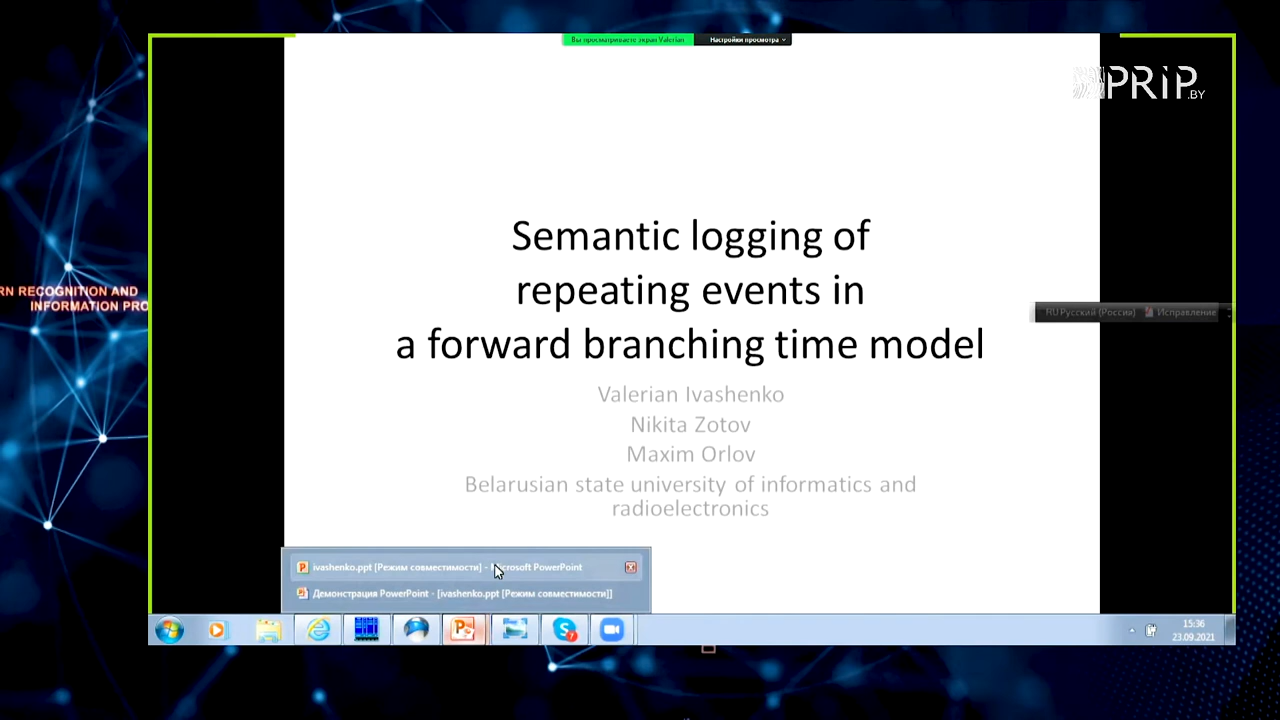 Вы просматриваете экран Valerian
Настройки просмотра
PRIP.BY
Semantic logging of
repeating events in
a forward branching time model
RN RECOGNITION AND
INFORMATION PRO
RU Русский (Россия) Исправление
Valerian Ivashenko
Nikita Zotov
Maxim Orlov
Belarusian state university of informatics and
radioelectronics
ivashenko.ppt [Режим совместимости] - Microsoft PowerPoint
Демонстрация PowerPoint - [ivashenko.ppt [Режим совместимости]]
15:36
23.09.2021